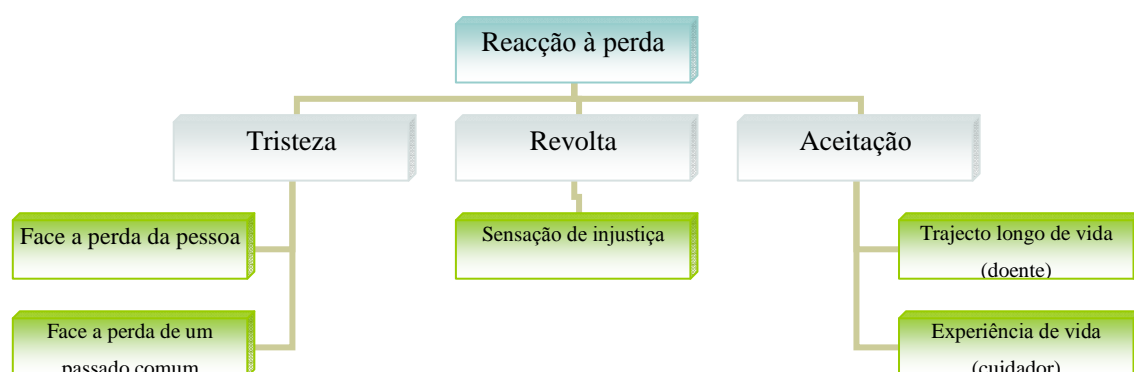 Reacção à perda
Tristeza
Revolta
Aceitação
Face a perda da pessoa
Sensação de injustiça
Trajecto longo de vida
(doente)
Face a perda de um
passado comum
Experiência de vida
(cuidador)